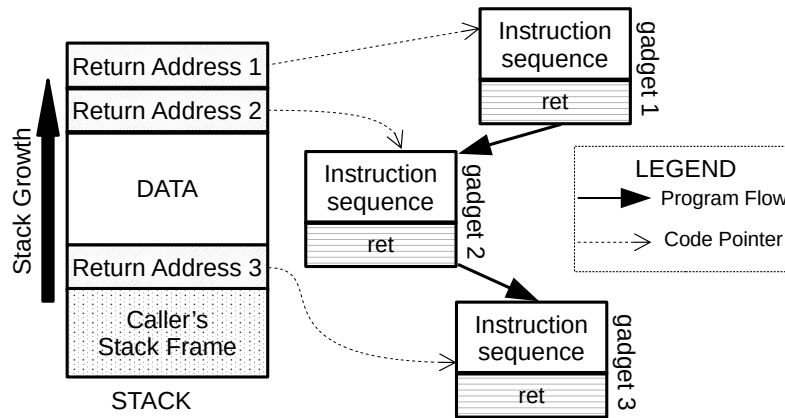 Return Address 1
Return Address 2
DATA
Return Address 3
Caller's
Stack Frame
STACK
Stack Growth
Instruction
sequence
ret
gadget 1
Instruction
sequence
ret
gadget 2
Instruction
sequence
ret
gadget 3
LEGEND
Program Flow
Code Pointer